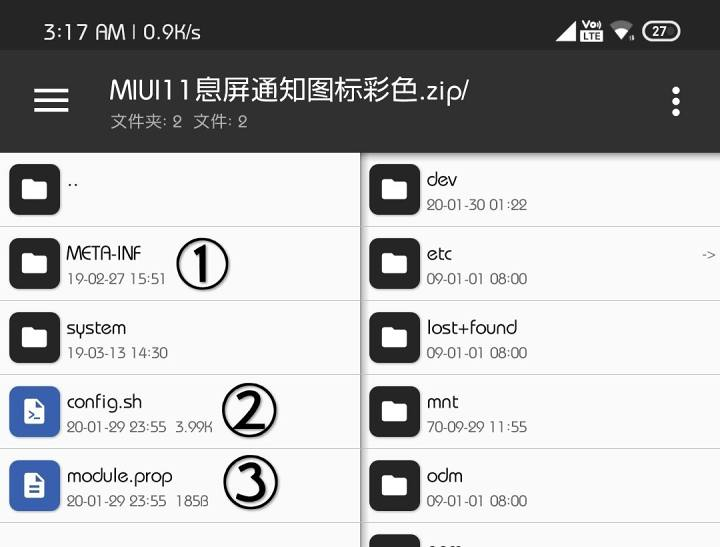 3:17 AM | 0.9K/s
Vo)) LTE
27
MIUI11息屏通知图标彩色.zip/
文件夹: 2 文件: 2
..
META-INF
19-02-27 15:51
①
system
19-03-13 14:30
config.sh
20-01-29 23:55 3.99K
②
module.prop
20-01-29 23:55 185B
③
dev
20-01-30 01:22
etc
09-01-01 08:00
->
lost+found
09-01-01 08:00
mnt
70-09-29 11:55
odm
09-01-01 08:00